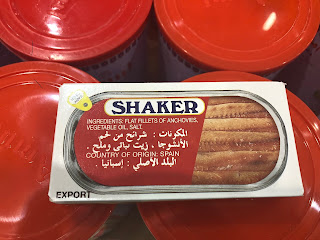 SHAKER
INGREDIENTS: FLAT FILLETS OF ANCHOVIES,
VEGETABLE OIL, SALT.
المكونات : شرائح من لحم
الأنشوجا ، زيت نباتي وملح .
COUNTRY OF ORIGIN: SPAIN
البلد الأصلي : إسبانيا .
EXPORT